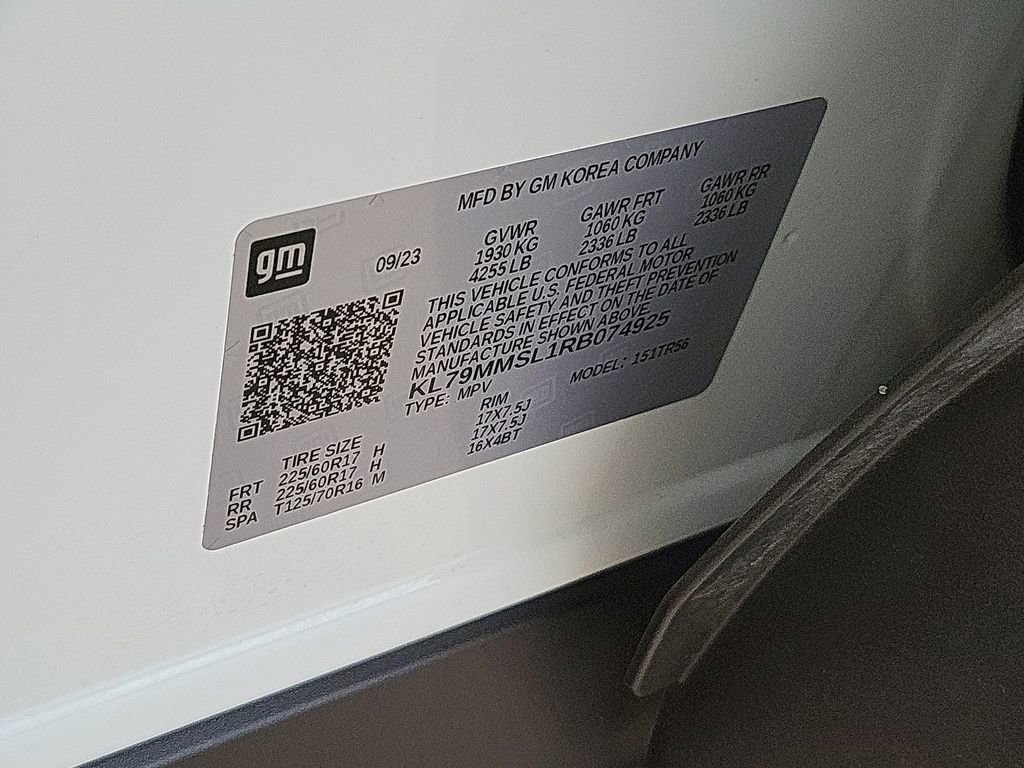 MFD BY GM KOREA COMPANY
gm
09/23
GVWR GAWR FRT GAWR RR
1930 KG 1060 KG 1060 KG
4255 LB 2336 LB 2336 LB
THIS VEHICLE CONFORMS TO ALL
APPLICABLE U.S. FEDERAL MOTOR
VEHICLE SAFETY AND THEFT PREVENTION
STANDARDS IN EFFECT ON THE DATE OF
MANUFACTURE SHOWN ABOVE.
KL79MMSL1RB074925
TYPE: MPV MODEL: 151TR56
TIRE SIZE RIM
FRT 225/60R17 H 17X7.5J
RR 225/60R17 H 17X7.5J
SPA T125/70R16 M 16X4BT